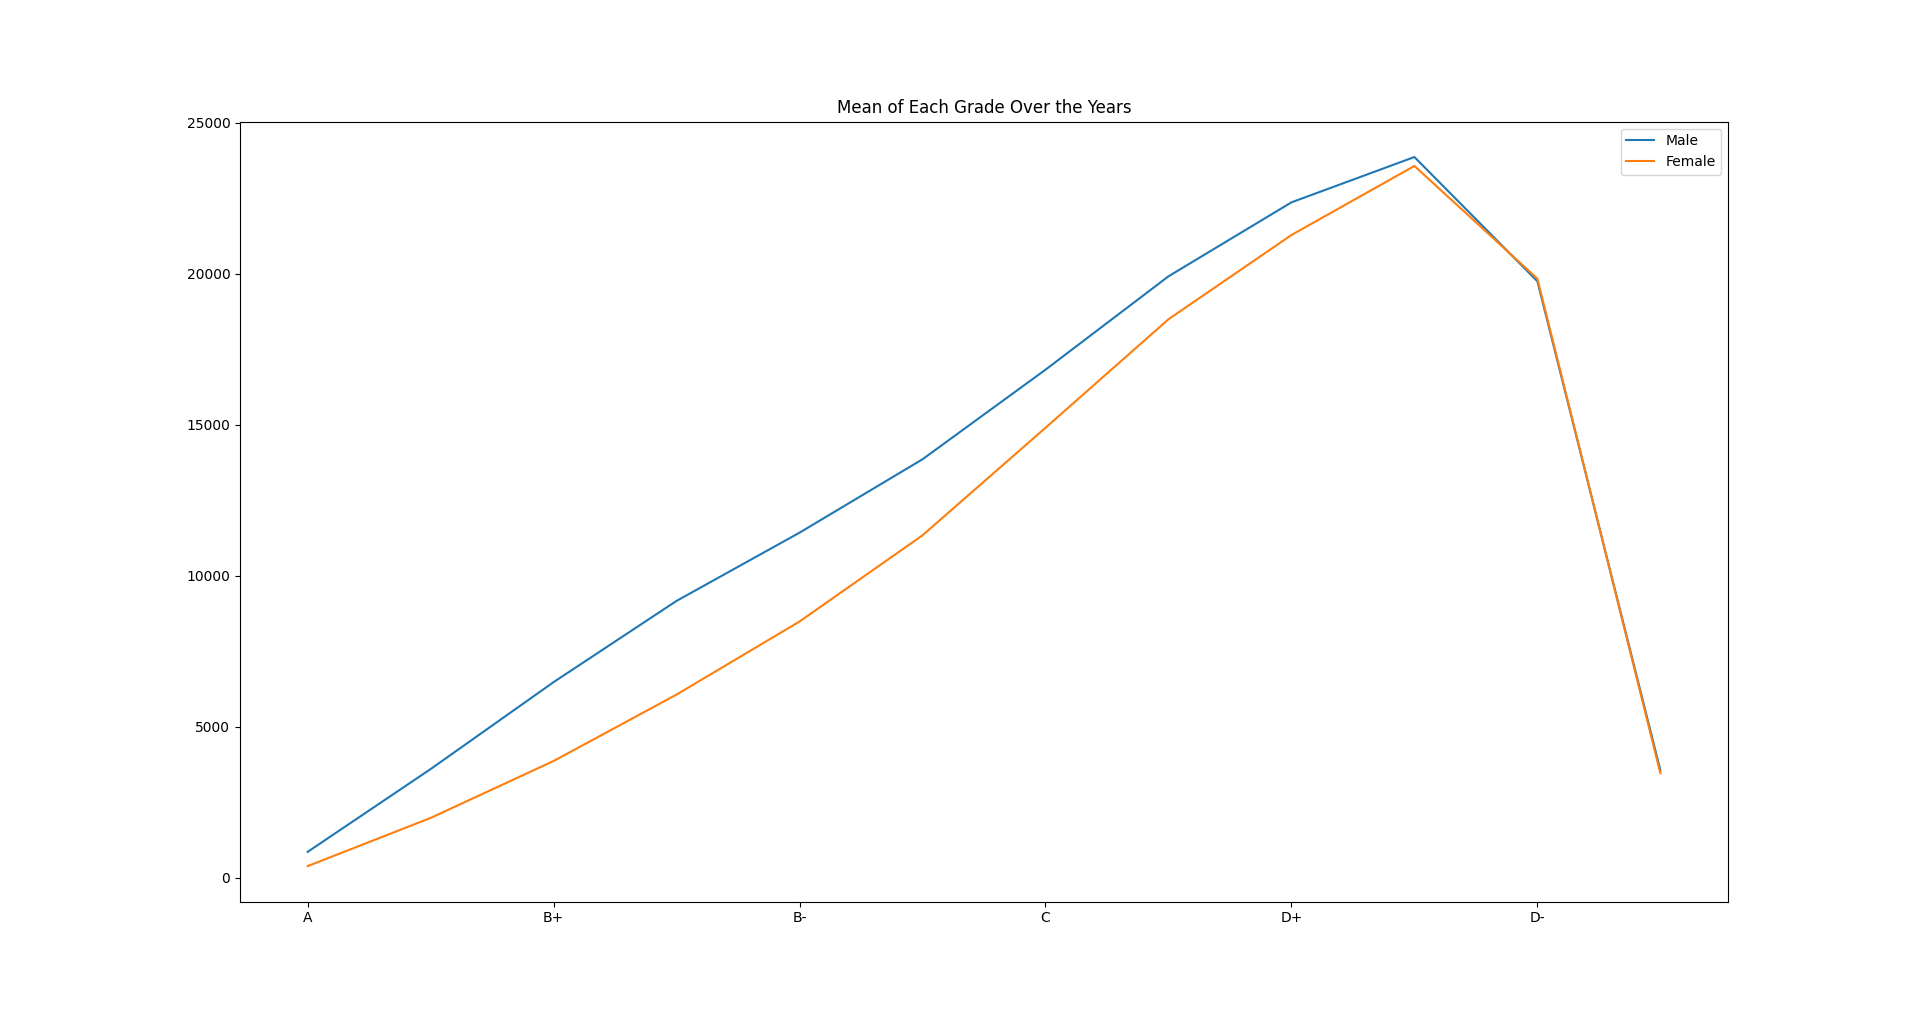 Mean of Each Grade Over the Years
25000
20000
15000
10000
5000
0
Male
Female
A B+ B- C D+ D-